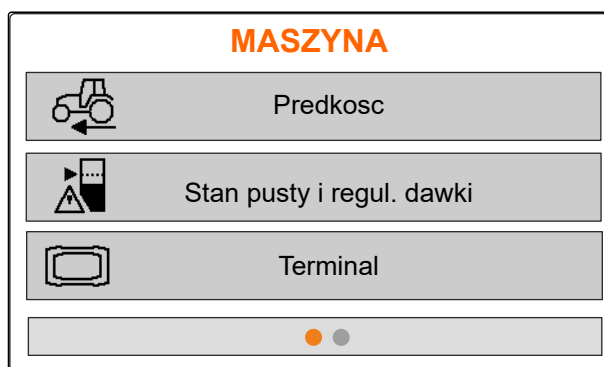 MASZYNA
Predkosc
Stan pusty i regul. dawki
Terminal